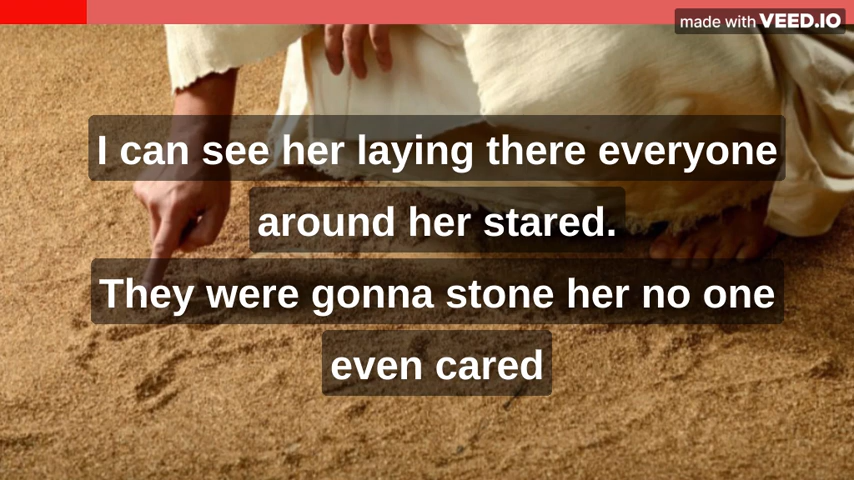 made with VEED.IO
I can see her laying there everyone
around her stared.
They were gonna stone her no one
even cared